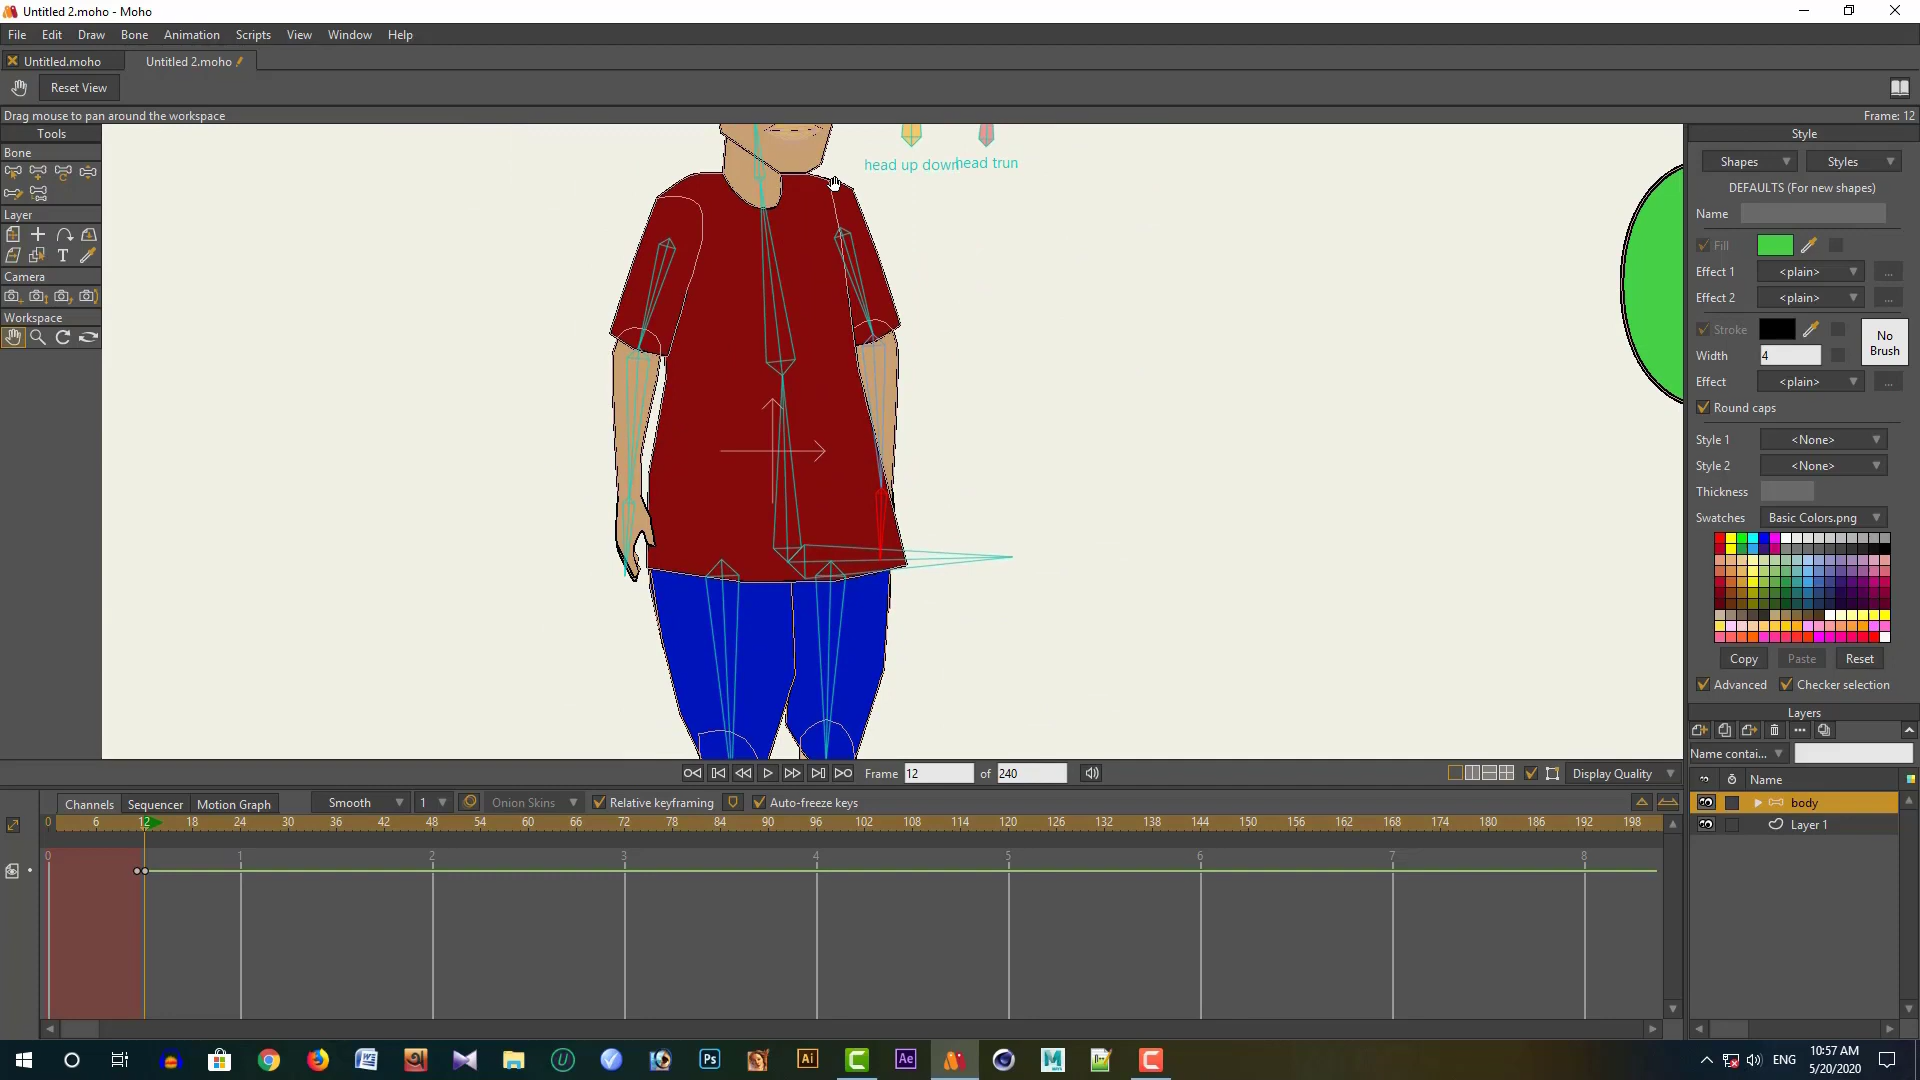 Untitled 2.moho - Moho
File Edit Draw Bone Animation Scripts View Window Help
Untitled.moho
Untitled 2.moho
Reset View
Drag mouse to pan around the workspace
Frame: 12
Tools
Bone
Layer
T
Camera
Workspace
head up down
head trun
Style
Shapes
Styles
DEFAULTS (For new shapes)
Name
Fill
Effect 1 <plain> ...
Effect 2 <plain> ...
Stroke
No Brush
Width 4
Effect <plain> ...
Round caps
Style 1 <None>
Style 2 <None>
Thickness
Swatches Basic Colors.png
Copy Paste Reset
Advanced Checker selection
Layers
Name contai...
Name
body
Layer 1
Frame 12 of 240
Display Quality
Channels Sequencer Motion Graph
Smooth 1 Onion Skins Relative keyframing Auto-freeze keys
0 6 12 18 24 30 36 42 48 54 60 66 72 78 84 90 96 102 108 114 120 126 132 138 144 150 156 162 168 174 180 186 192 198
0 1 2 3 4 5 6 7 8
Ps
Ai
Ae
ENG
10:57 AM
5/20/2020